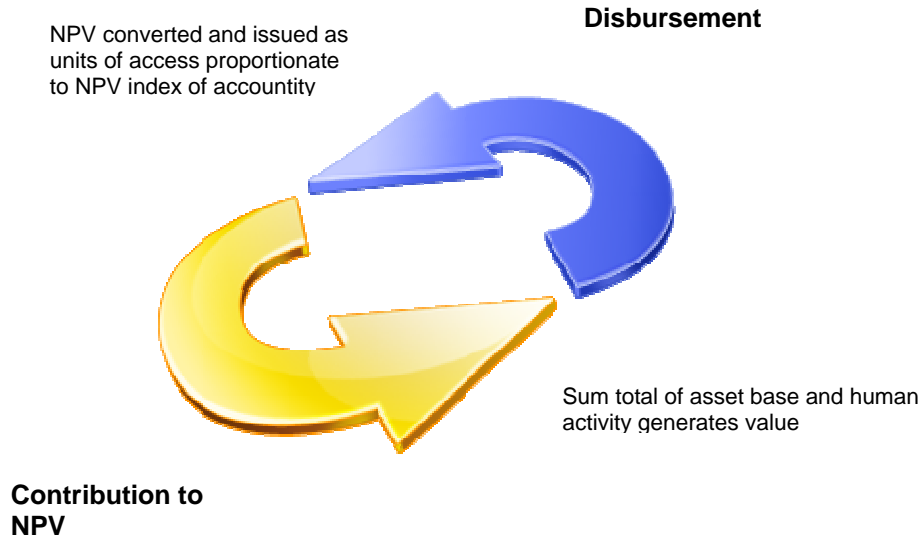 Disbursement
NPV converted and issued as
units of access proportionate
to NPV index of accountity
Sum total of asset base and human
activity generates value
Contribution to
NPV